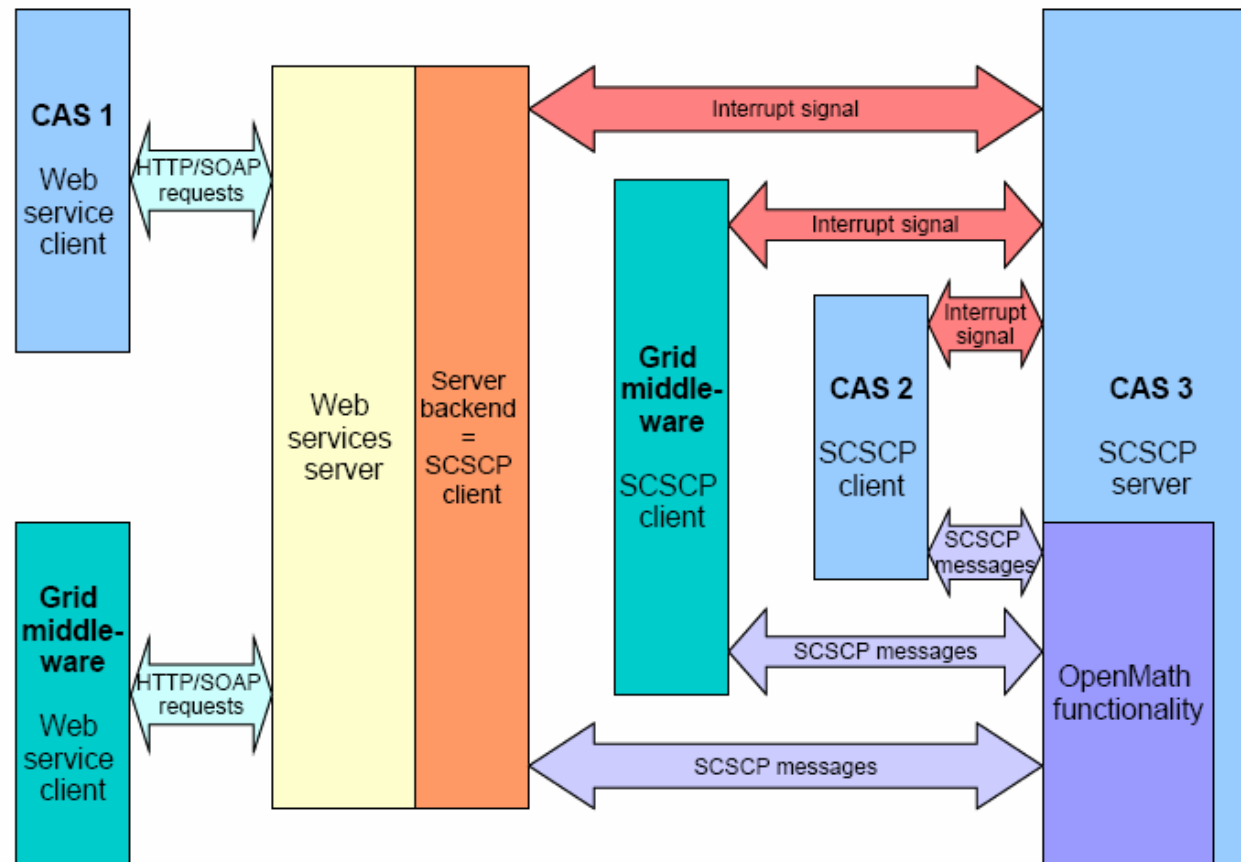 CAS 1
Web
service
client
HTTP/SOAP
requests
Grid
middle-
ware
Web
service
client
HTTP/SOAP
requests
Web
services
server
Server
backend
=
SCSCP
client
Interrupt signal
Interrupt signal
Interrupt
signal
Grid
middle-
ware
SCSCP
client
CAS 2
SCSCP
client
CAS 3
SCSCP
server
SCSCP
messages
SCSCP messages
SCSCP messages
OpenMath
functionality